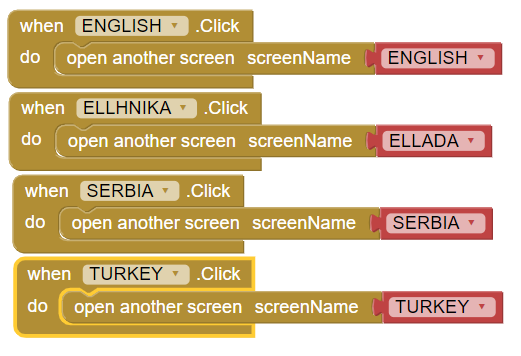 when ENGLISH .Click
do open another screen screenName ENGLISH
when ELLHNIKA .Click
do open another screen screenName ELLADA
when SERBIA .Click
do open another screen screenName SERBIA
when TURKEY .Click
do open another screen screenName TURKEY